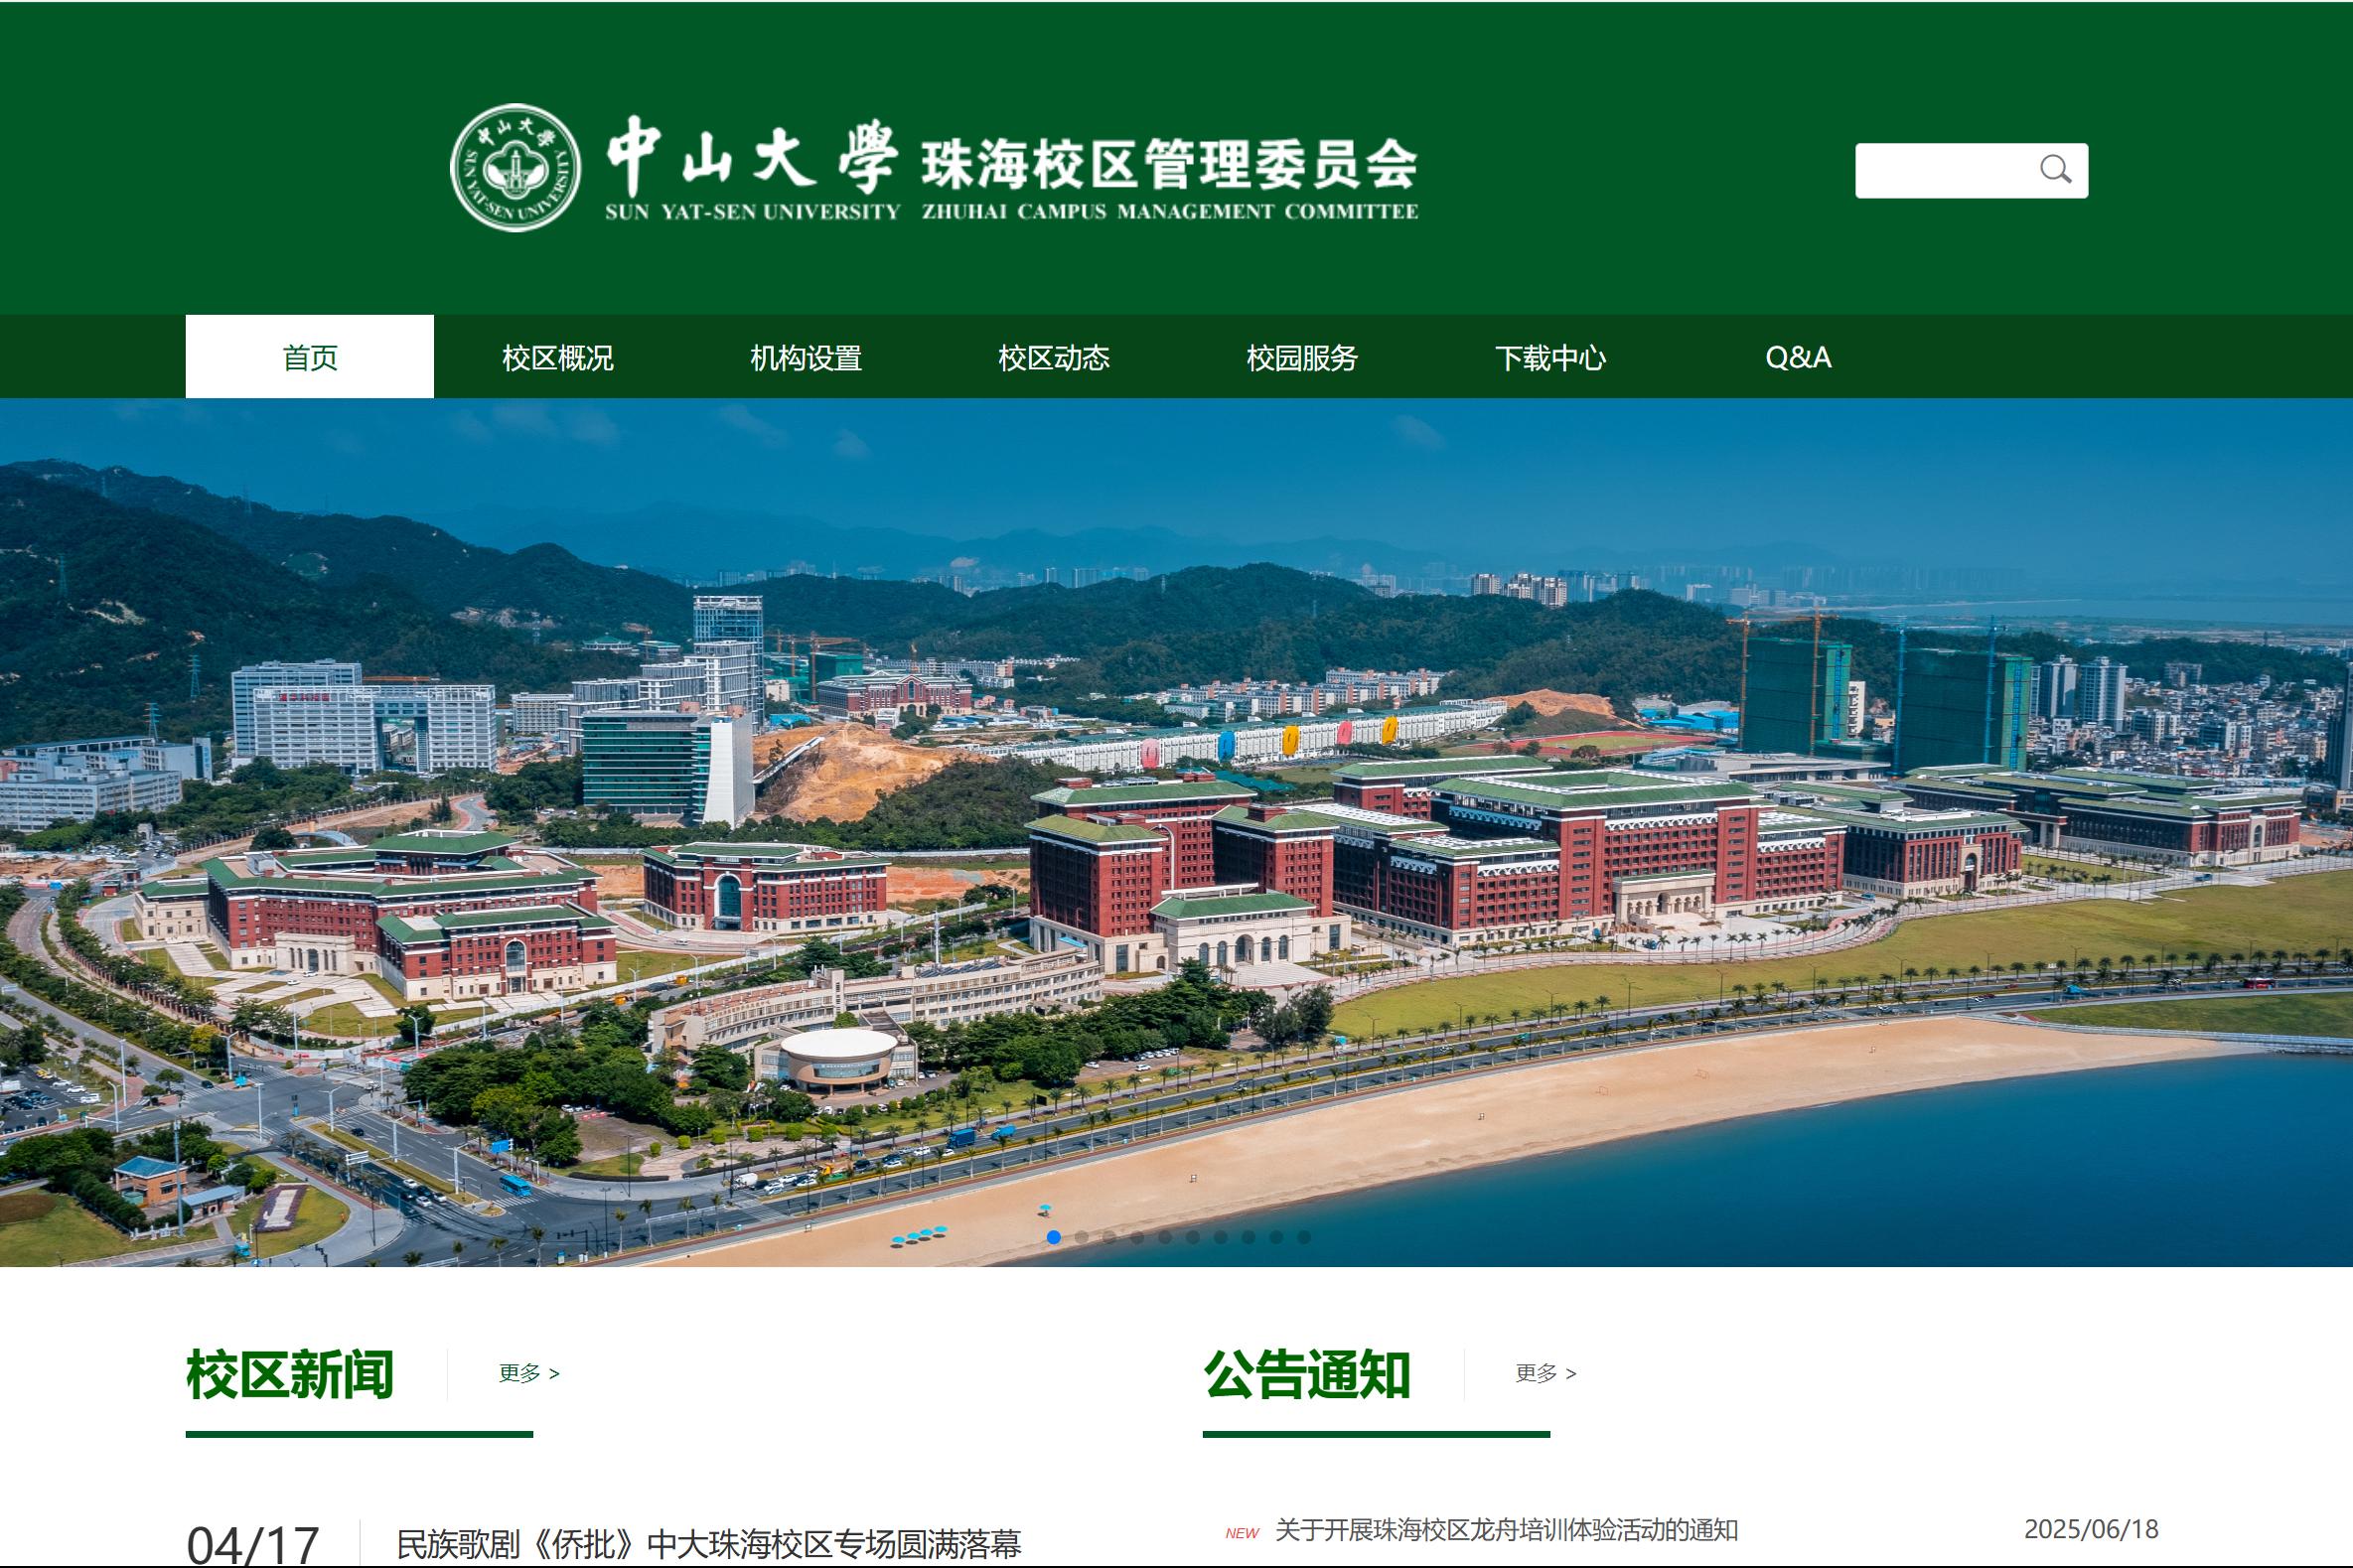 中山大學
SUN YAT-SEN UNIVERSITY
中山大學 珠海校区管理委员会
SUN YAT-SEN UNIVERSITY ZHUHAI CAMPUS MANAGEMENT COMMITTEE
首页 校区概况 机构设置 校区动态 校园服务 下载中心 Q&A
校区新闻 更多 >
公告通知 更多 >
04/17 民族歌剧《侨批》中大珠海校区专场圆满落幕
NEW 关于开展珠海校区龙舟培训体验活动的通知 2025/06/18